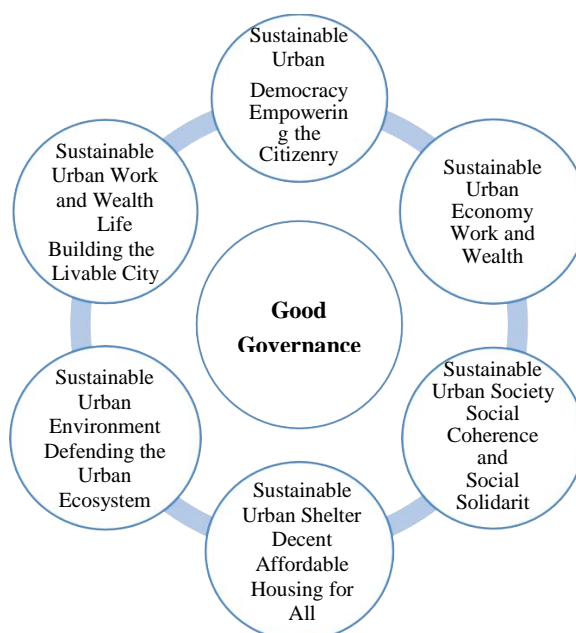 Sustainable
Urban
Democracy
Empowerin
g the
Citizenry
Sustainable
Urban
Economy
Work and
Wealth
Sustainable
Urban Society
Social
Coherence
and
Social
Solidarit
Sustainable
Urban Shelter
Decent
Affordable
Housing for
All
Sustainable
Urban
Environment
Defending the
Urban
Ecosystem
Sustainable
Urban Work
and Wealth
Life
Building the
Livable City
Good
Governance